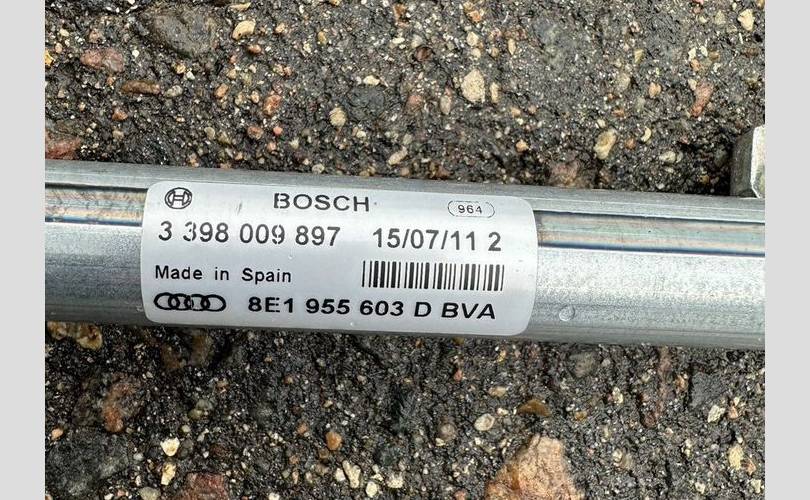 BOSCH
964
3 398 009 897 15/07/11 2
Made in Spain
8E1 955 603 D BVA